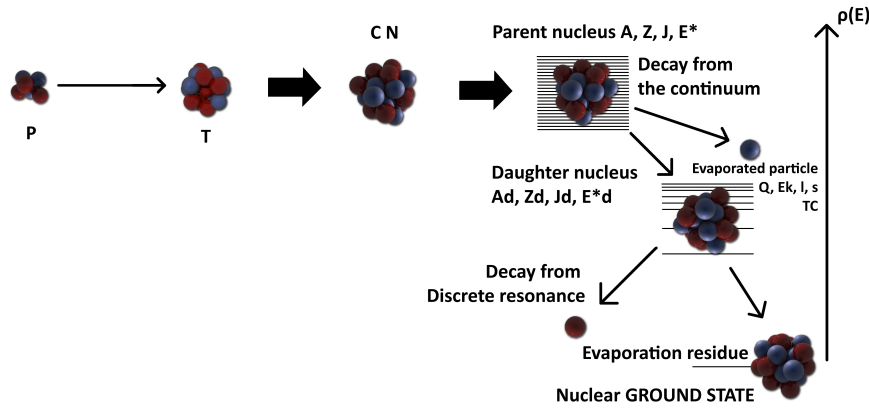 P
T
C N
Parent nucleus A, Z, J, E*
Decay from
the continuum
ρ(E)
Evaporated particle
Q, Ek, l, s
TC
Daughter nucleus
Ad, Zd, Jd, E*d
Decay from
Discrete resonance
Evaporation residue
Nuclear GROUND STATE